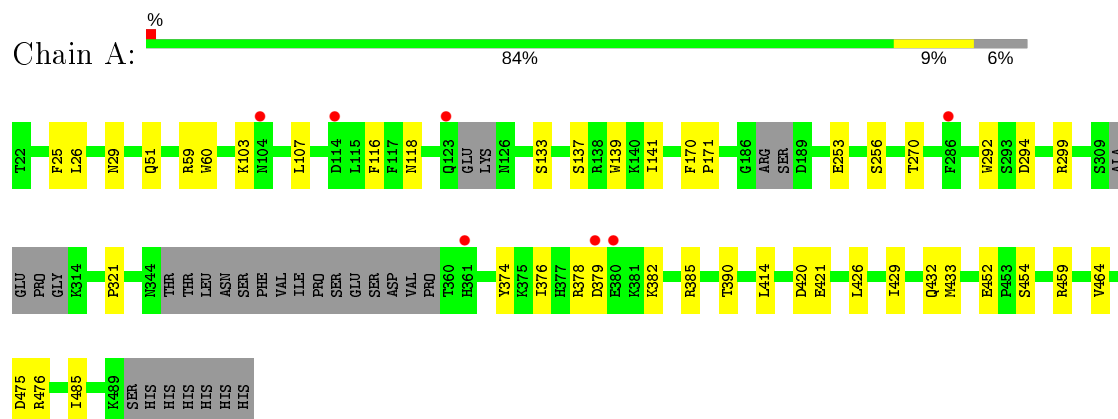 %
Chain A:
84% 9% 6%
T22 F25 L26 N29 Q51 R59 W60 K103 N104 L107 D114 L115 F116 F117 N118 Q123 GLU LYS N126 S133 S137 R138 W139 K140 I141 F170 P171 G186 ARG SER D189 E253 S256 T270 F286 W292 S293 D294 R299 S309 ALA
GLU PRO GLY K314 P321 N344 THR THR LEU ASN SER PHE VAL ILE PRO SER GLU SER ASP VAL PRO T360 H361 Y374 K375 I376 H377 R378 D379 E380 K381 K382 R385 T390 L414 D420 E421 L426 I429 Q432 M433 E452 P453 S454 R459 V464
D475 R476 I485 K489 SER HIS HIS HIS HIS HIS HIS